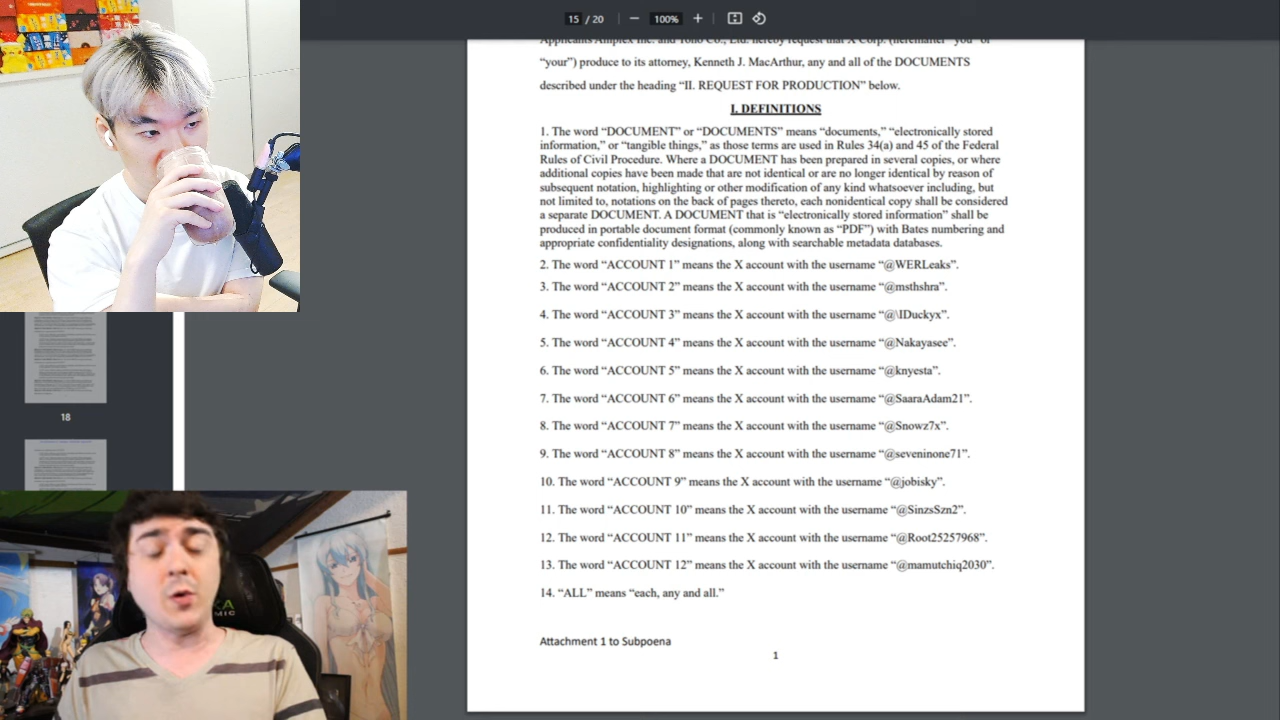 15 / 20
100%
Applicants Amplex Inc. and Toho Co., Ltd. hereby request that X Corp. (hereinafter “you” or
“your”) produce to its attorney, Kenneth J. MacArthur, any and all of the DOCUMENTS
described under the heading “II. REQUEST FOR PRODUCTION” below.
I. DEFINITIONS
1. The word “DOCUMENT” or “DOCUMENTS” means “documents,” “electronically stored
information,” or “tangible things,” as those terms are used in Rules 34(a) and 45 of the Federal
Rules of Civil Procedure. Where a DOCUMENT has been prepared in several copies, or where
additional copies have been made that are not identical or are no longer identical by reason of
subsequent notation, highlighting or other modification of any kind whatsoever including, but
not limited to, notations on the back of pages thereto, each nonidentical copy shall be considered
a separate DOCUMENT. A DOCUMENT that is “electronically stored information” shall be
produced in portable document format (commonly known as “PDF”) with Bates numbering and
appropriate confidentiality designations, along with searchable metadata databases.
2. The word “ACCOUNT 1” means the X account with the username “@WERLeaks”.
3. The word “ACCOUNT 2” means the X account with the username “@msthshra”.
4. The word “ACCOUNT 3” means the X account with the username “@\IDuckyx”.
5. The word “ACCOUNT 4” means the X account with the username “@Nakayasee”.
6. The word “ACCOUNT 5” means the X account with the username “@knyesta”.
7. The word “ACCOUNT 6” means the X account with the username “@SaaraAdam21”.
8. The word “ACCOUNT 7” means the X account with the username “@Snowz7x”.
9. The word “ACCOUNT 8” means the X account with the username “@seveninone71”.
10. The word “ACCOUNT 9” means the X account with the username “@jobisky”.
11. The word “ACCOUNT 10” means the X account with the username “@SinzsSzn2”.
12. The word “ACCOUNT 11” means the X account with the username “@Root25257968”.
13. The word “ACCOUNT 12” means the X account with the username “@mamutchiq2030”.
14. “ALL” means “each, any and all.”
Attachment 1 to Subpoena
1
18